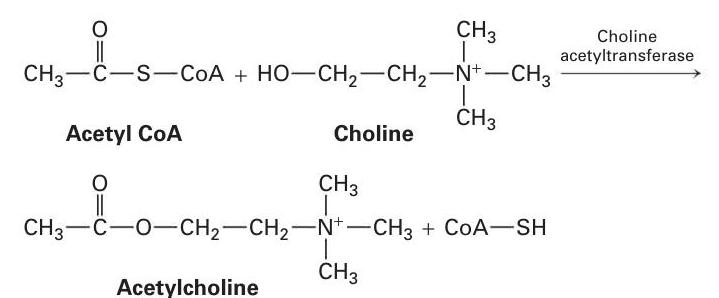 O
CH₃
Choline
acetyltransferase
CH₃—C—S—CoA + HO—CH₂—CH₂—N⁺—CH₃
CH₃
Acetyl CoA Choline
O
CH₃
CH₃—C—O—CH₂—CH₂—N⁺—CH₃ + CoA—SH
CH₃
Acetylcholine